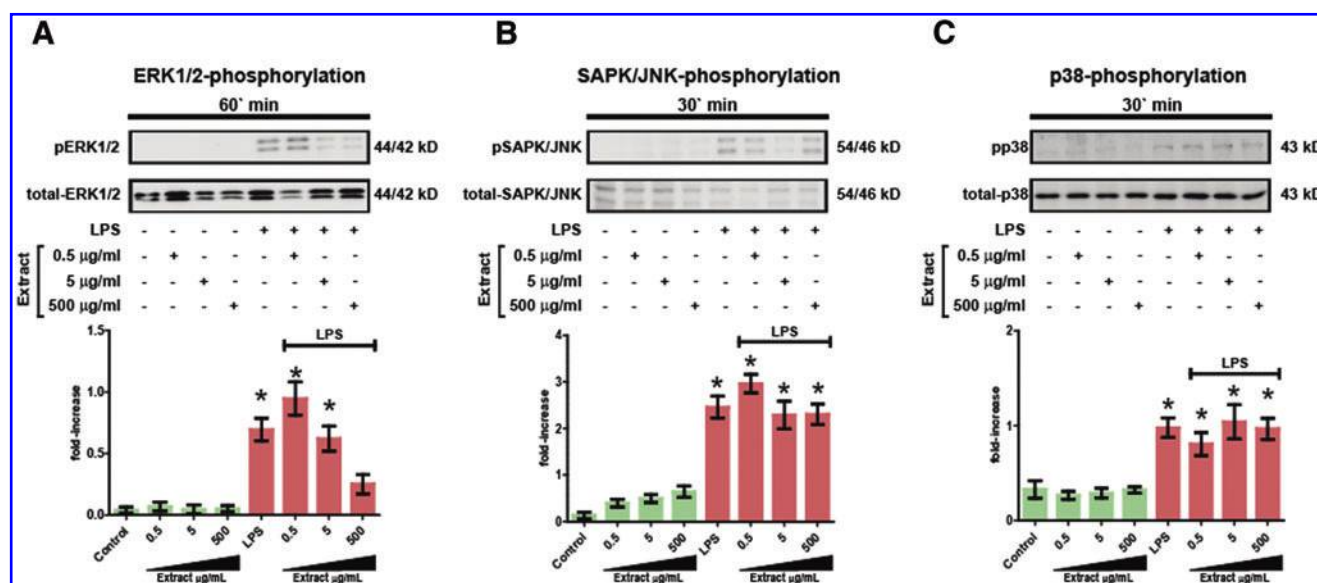 A
ERK1/2-phosphorylation
60` min
pERK1/2
44/42 kD
total-ERK1/2
44/42 kD
LPS - - - - + + + +
Extract
0.5 µg/ml - + - - - + - -
5 µg/ml - - + - - - + -
500 µg/ml - - - + - - - +
fold-increase
1.5
1.0
0.5
0.0
LPS
* * *
Control 0.5 5 500 LPS 0.5 5 500
Extract µg/mL Extract µg/mL
B
SAPK/JNK-phosphorylation
30` min
pSAPK/JNK
54/46 kD
total-SAPK/JNK
54/46 kD
LPS - - - - + + + +
Extract
0.5 µg/ml - + - - - + - -
5 µg/ml - - + - - - + -
500 µg/ml - - - + - - - +
fold-increase
4
3
2
1
0
LPS
* * * *
Control 0.5 5 500 LPS 0.5 5 500
Extract µg/mL Extract µg/mL
C
p38-phosphorylation
30` min
pp38
43 kD
total-p38
43 kD
LPS - - - - + + + +
Extract
0.5 µg/ml - + - - - + - -
5 µg/ml - - + - - - + -
500 µg/ml - - - + - - - +
fold-increase
2
1
0
LPS
* * * *
Control 0.5 5 500 LPS 0.5 5 500
Extract µg/mL Extract µg/mL